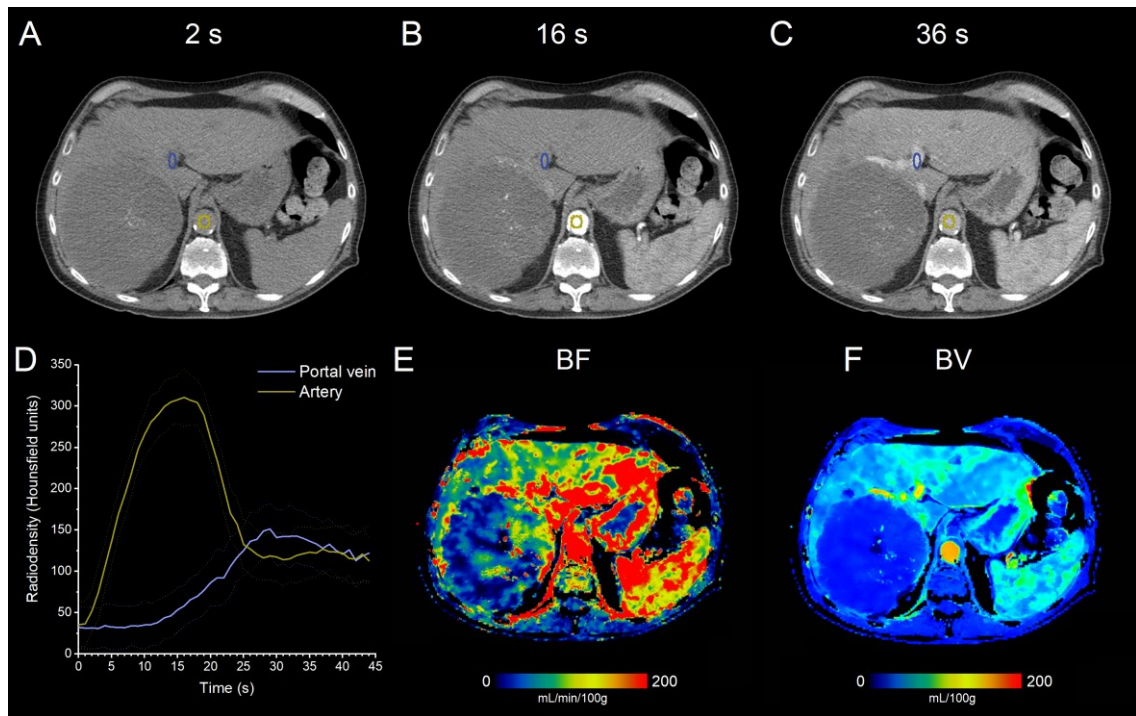 A
2 s
B
16 s
C
36 s
D
350
300
250
200
150
100
50
0
Radiodensity (Hounsfield units)
Portal vein
Artery
0
5
10
15
20
25
30
35
40
45
Time (s)
E
BF
0
200
mL/min/100g
F
BV
0
200
mL/100g